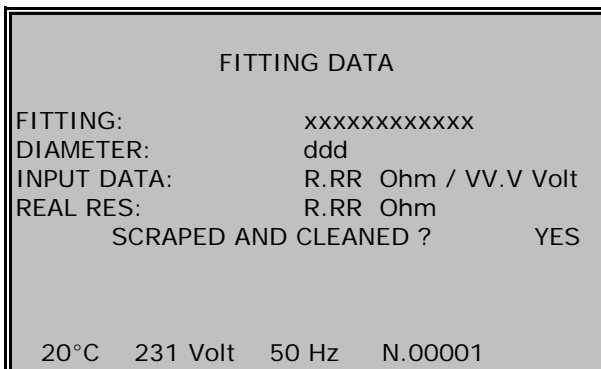 FITTING DATA
FITTING: xxxxxxxxxxxx
DIAMETER: ddd
INPUT DATA: R.RR Ohm / VV.V Volt
REAL RES: R.RR Ohm
SCRAPED AND CLEANED ? YES
20°C 231 Volt 50 Hz N.00001